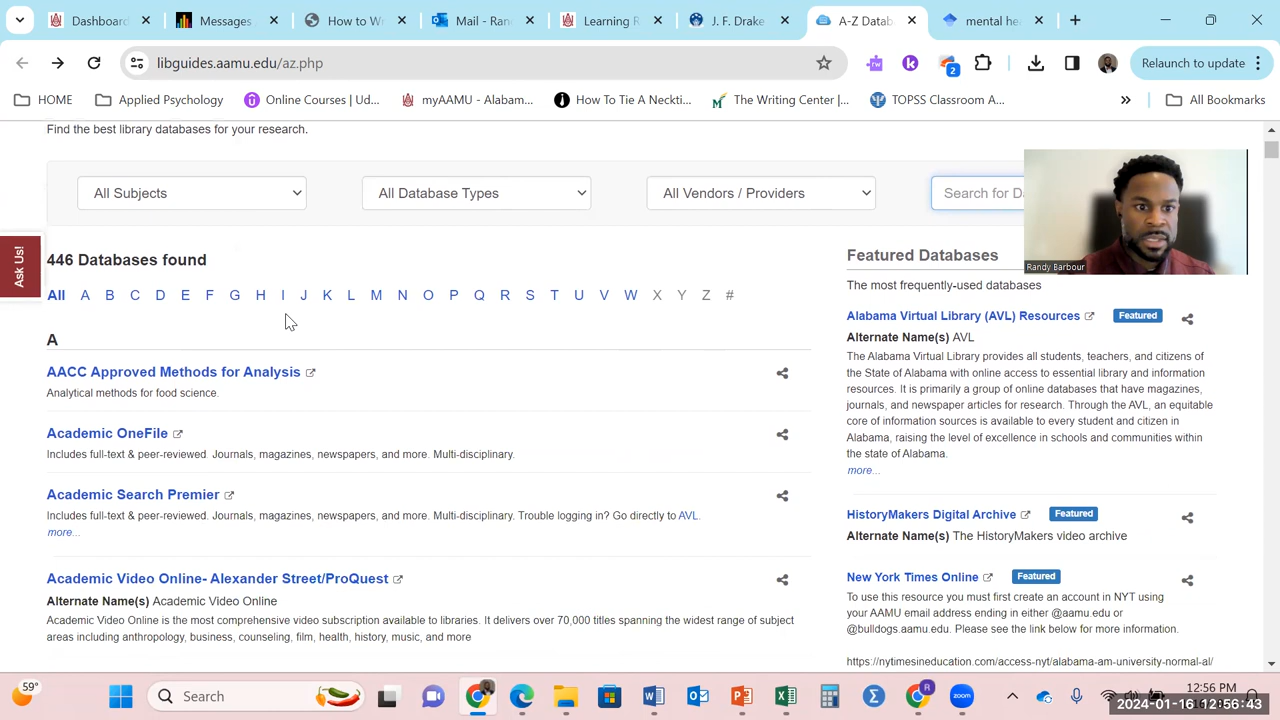 Dashboard
Messages
How to Wr
Mail - Ran
Learning R
J. F. Drake
A-Z Datab
mental he
libguides.aamu.edu/az.php
2
Relaunch to update
HOME
Applied Psychology
Online Courses | Ud...
myAAMU - Alabam...
How To Tie A Neckti...
The Writing Center |...
TOPSS Classroom A...
»
All Bookmarks
Find the best library databases for your research.
All Subjects
All Database Types
All Vendors / Providers
Search for D
Randy Barbour
Ask Us!
446 Databases found
All A B C D E F G H I J K L M N O P Q R S T U V W X Y Z #
A
AACC Approved Methods for Analysis
Analytical methods for food science.
Academic OneFile
Includes full-text & peer-reviewed. Journals, magazines, newspapers, and more. Multi-disciplinary.
Academic Search Premier
Includes full-text & peer-reviewed. Journals, magazines, newspapers, and more. Multi-disciplinary. Trouble logging in? Go directly to AVL.
more...
Academic Video Online- Alexander Street/ProQuest
Alternate Name(s) Academic Video Online
Academic Video Online is the most comprehensive video subscription available to libraries. It delivers over 70,000 titles spanning the widest range of subject
areas including anthropology, business, counseling, film, health, history, music, and more
Featured Databases
The most frequently-used databases
Alabama Virtual Library (AVL) Resources Featured
Alternate Name(s) AVL
The Alabama Virtual Library provides all students, teachers, and citizens of
the State of Alabama with online access to essential library and information
resources. It is primarily a group of online databases that have magazines,
journals, and newspaper articles for research. Through the AVL, an equitable
core of information sources is available to every student and citizen in
Alabama, raising the level of excellence in schools and communities within
the state of Alabama.
more...
HistoryMakers Digital Archive Featured
Alternate Name(s) The HistoryMakers video archive
New York Times Online Featured
To use this resource you must first create an account in NYT using
your AAMU email address ending in either @aamu.edu or
@bulldogs.aamu.edu. Please see the link below for more information.
https://nytimesineducation.com/access-nyt/alabama-am-university-normal-al/
59°
Search
zoom
12:56 PM
2024-01-16 12:56:43